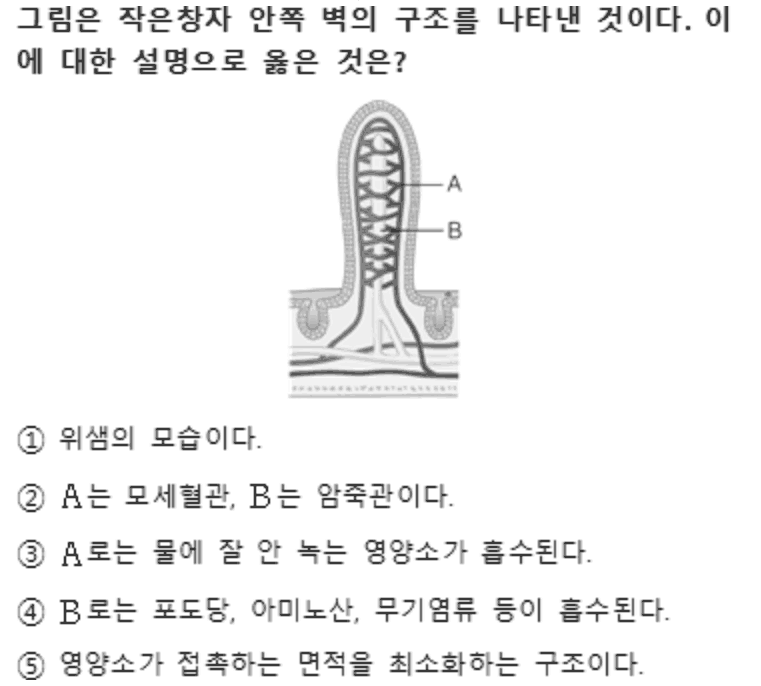 그림은 작은창자 안쪽 벽의 구조를 나타낸 것이다. 이
에 대한 설명으로 옳은 것은?
A
B
① 위샘의 모습이다.
② A는 모세혈관, B는 암죽관이다.
③ A로는 물에 잘 안 녹는 영양소가 흡수된다.
④ B로는 포도당, 아미노산, 무기염류 등이 흡수된다.
⑤ 영양소가 접촉하는 면적을 최소화하는 구조이다.